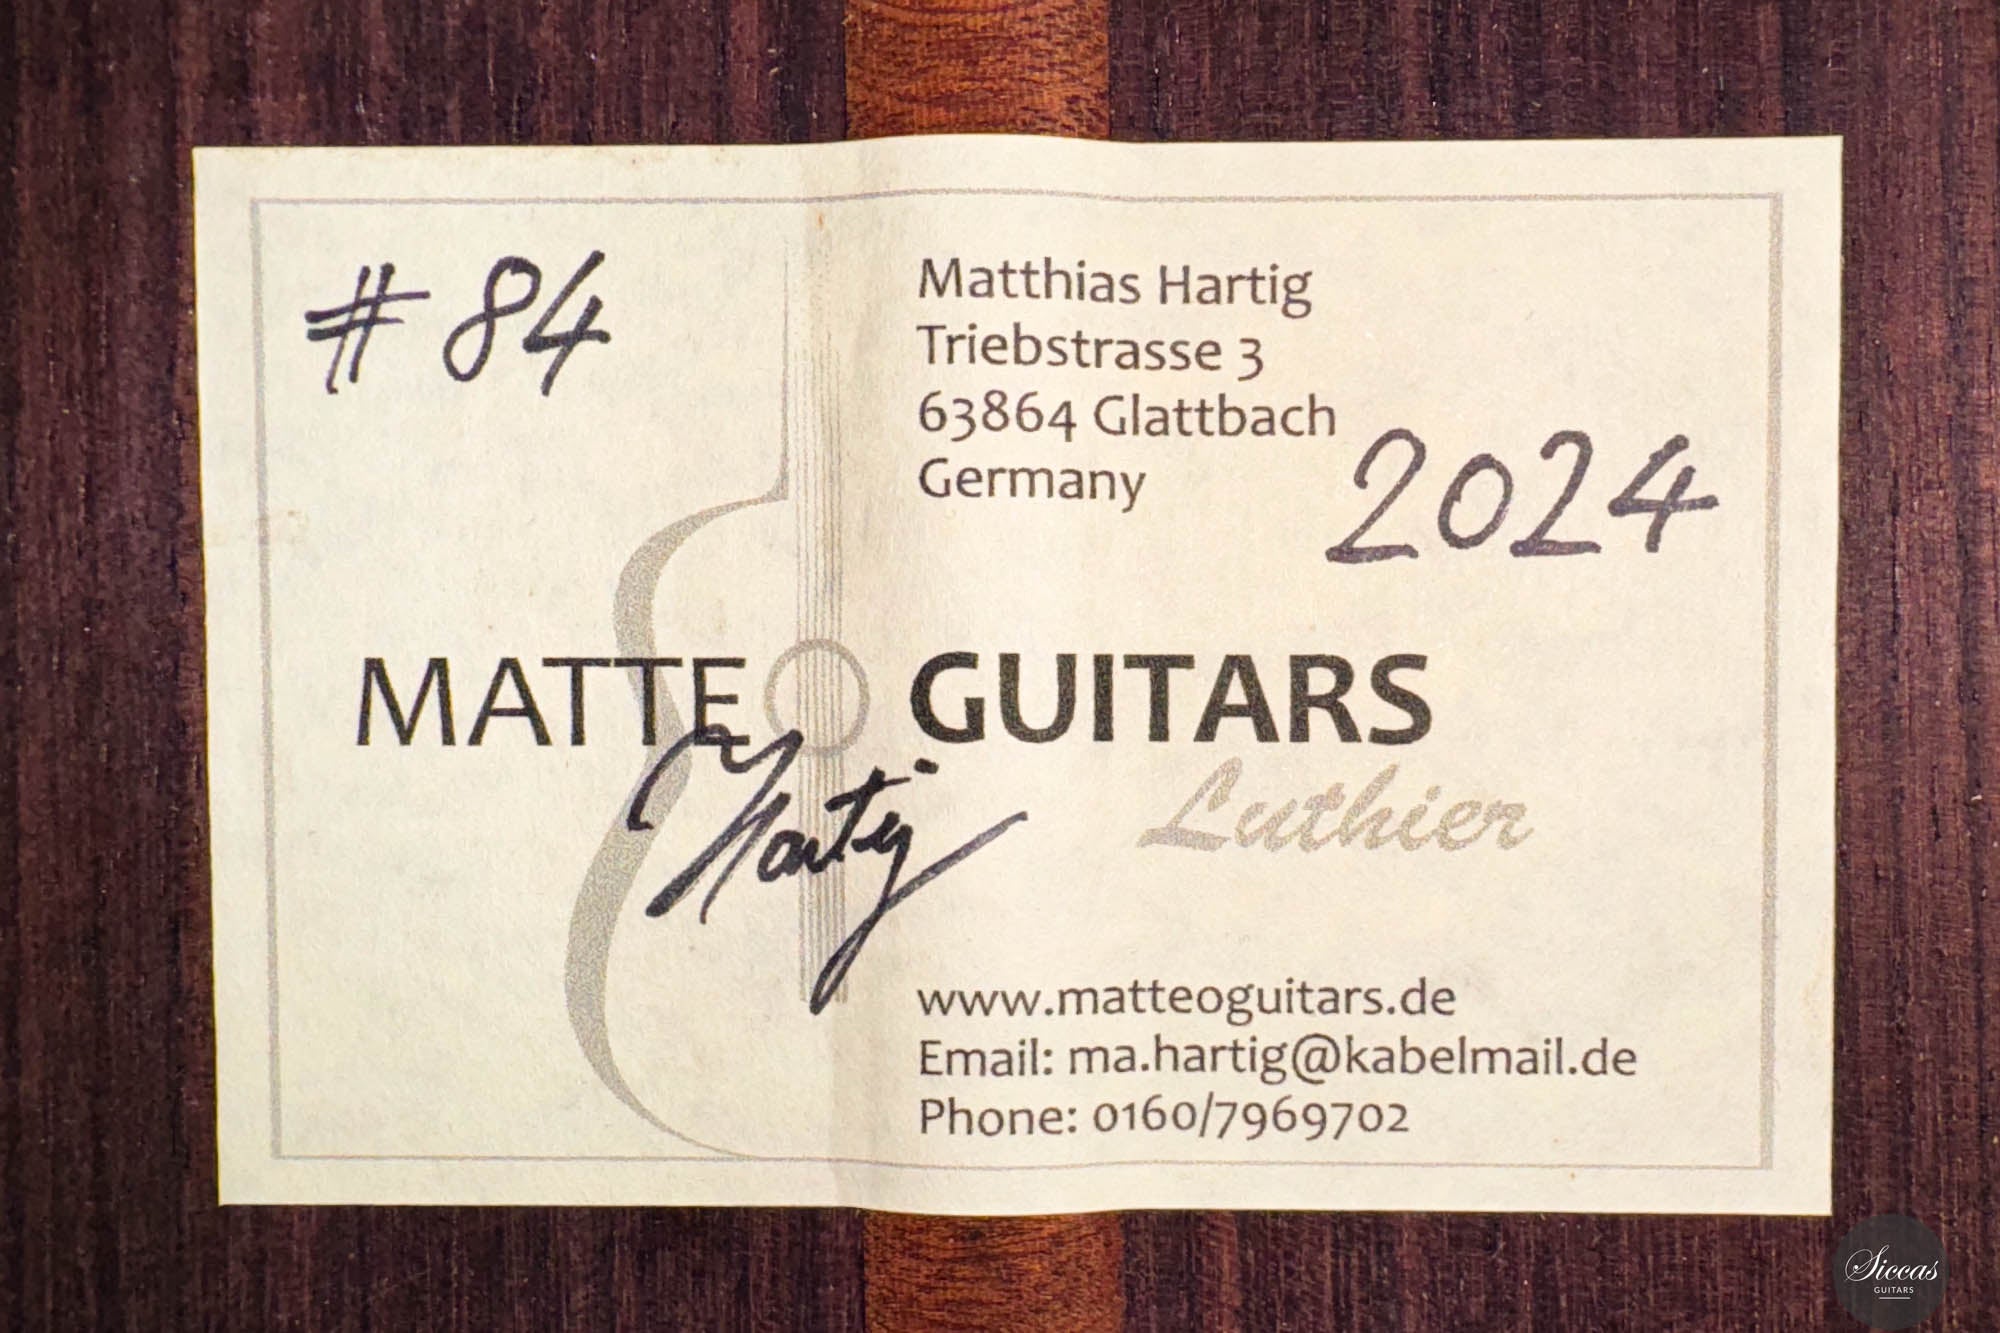 # 84
Matthias Hartig
Triebstrasse 3
63864 Glattbach
Germany
2024
MATTEO GUITARS
Luthier
Hartig
www.matteoguitars.de
Email: ma.hartig@kabelmail.de
Phone: 0160/7969702
Siccas
GUITARS